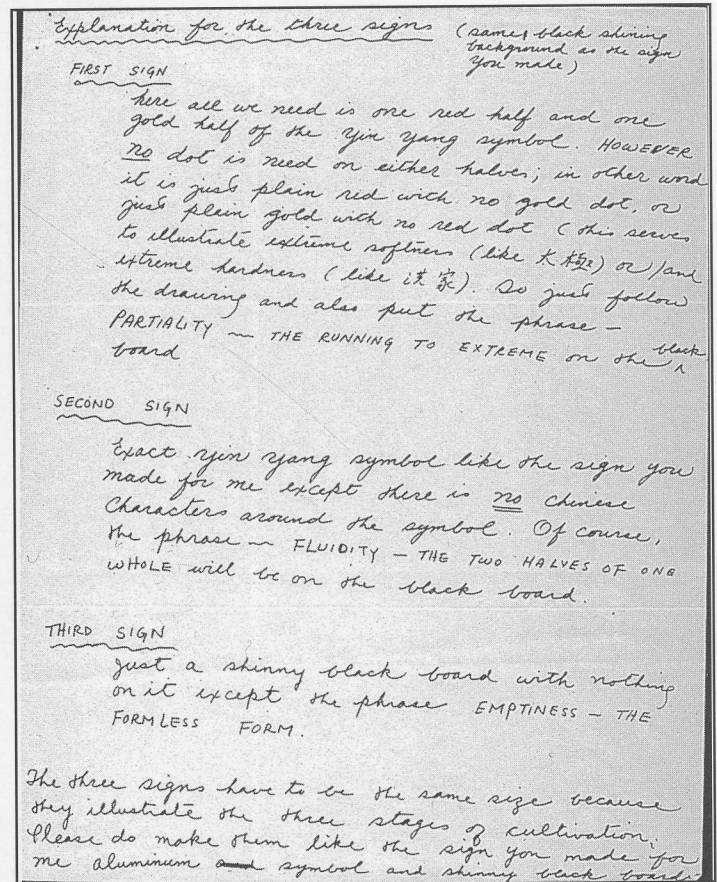 Explanation for the three signs (same, black shining
background as the sign
you made)
FIRST SIGN
here all we need is one red half and one
gold half of the yin yang symbol. HOWEVER
no dot is need on either halves; in other word
it is just plain red with no gold dot, or
just plain gold with no red dot (this serves
to illustrate extreme softness (like 太極) or/and
extreme hardness (like 洪家). So just follow
the drawing and also put the phrase —
PARTIALITY — THE RUNNING TO EXTREME on the black
board
SECOND SIGN
Exact yin yang symbol like the sign you
made for me except there is no chinese
Characters around the symbol. Of course,
the phrase — FLUIDITY — THE TWO HALVES OF ONE
WHOLE will be on the black board.
THIRD SIGN
Just a shinny black board with nothing
on it except the phrase EMPTINESS — THE
FORMLESS FORM.
The three signs have to be the same size because
they illustrate the three stages of cultivation.
Please do make them like the sign you made for
me aluminum symbol and shinny black board